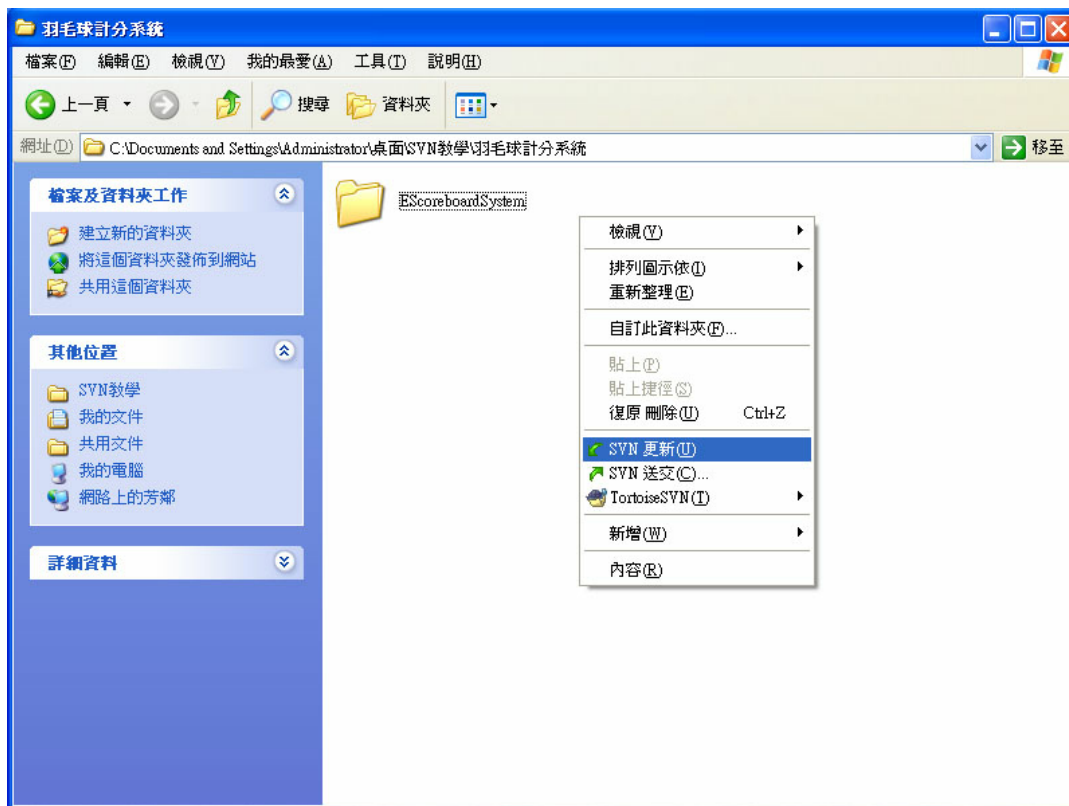 羽毛球計分系統
檔案(F) 編輯(E) 檢視(V) 我的最愛(A) 工具(T) 說明(H)
上一頁 搜尋 資料夾
網址(D) C:\Documents and Settings\Administrator\桌面\SVN教學\羽毛球計分系統 移至
檔案及資料夾工作
建立新的資料夾
將這個資料夾發佈到網站
共用這個資料夾
其他位置
SVN教學
我的文件
共用文件
我的電腦
網路上的芳鄰
詳細資料
EScoreboardSystem
檢視(V)
排列圖示依(I)
重新整理(E)
自訂此資料夾(F)...
貼上(P)
貼上捷徑(S)
復原 刪除(U) Ctrl+Z
SVN 更新(U)
SVN 送交(C)...
TortoiseSVN(T)
新增(W)
內容(R)